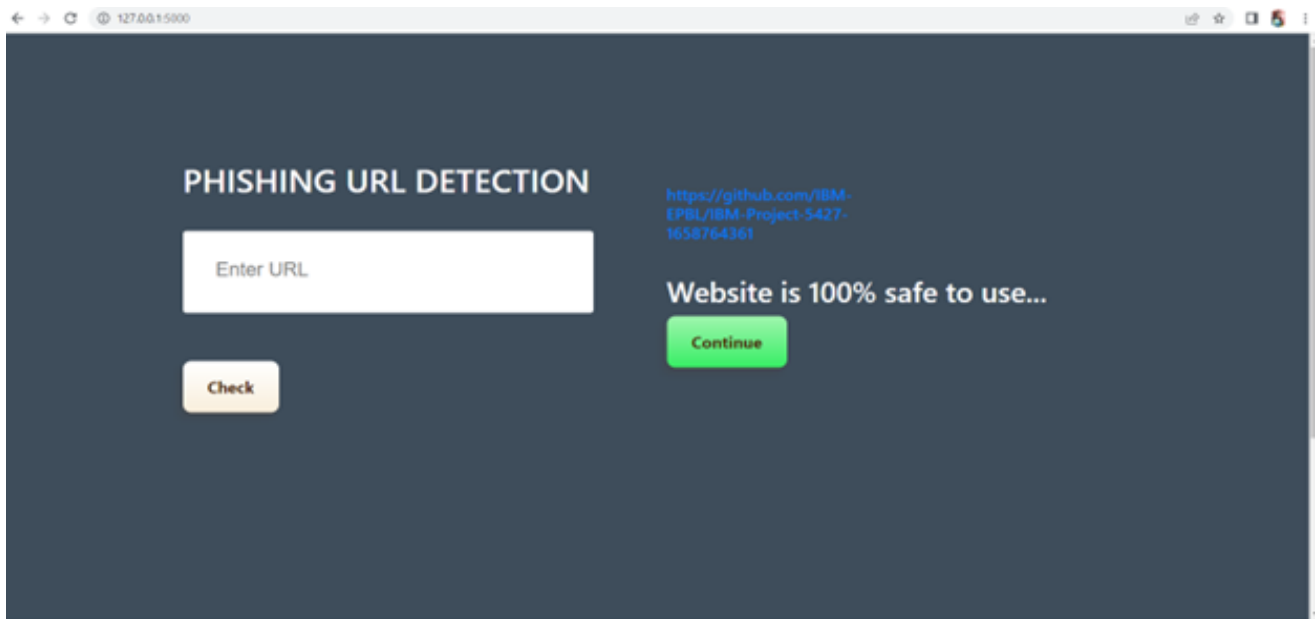 127.0.0.1:5000
PHISHING URL DETECTION
Enter URL
Check
https://github.com/IBM-
EPBL/IBM-Project-5427-
1658764361
Website is 100% safe to use...
Continue